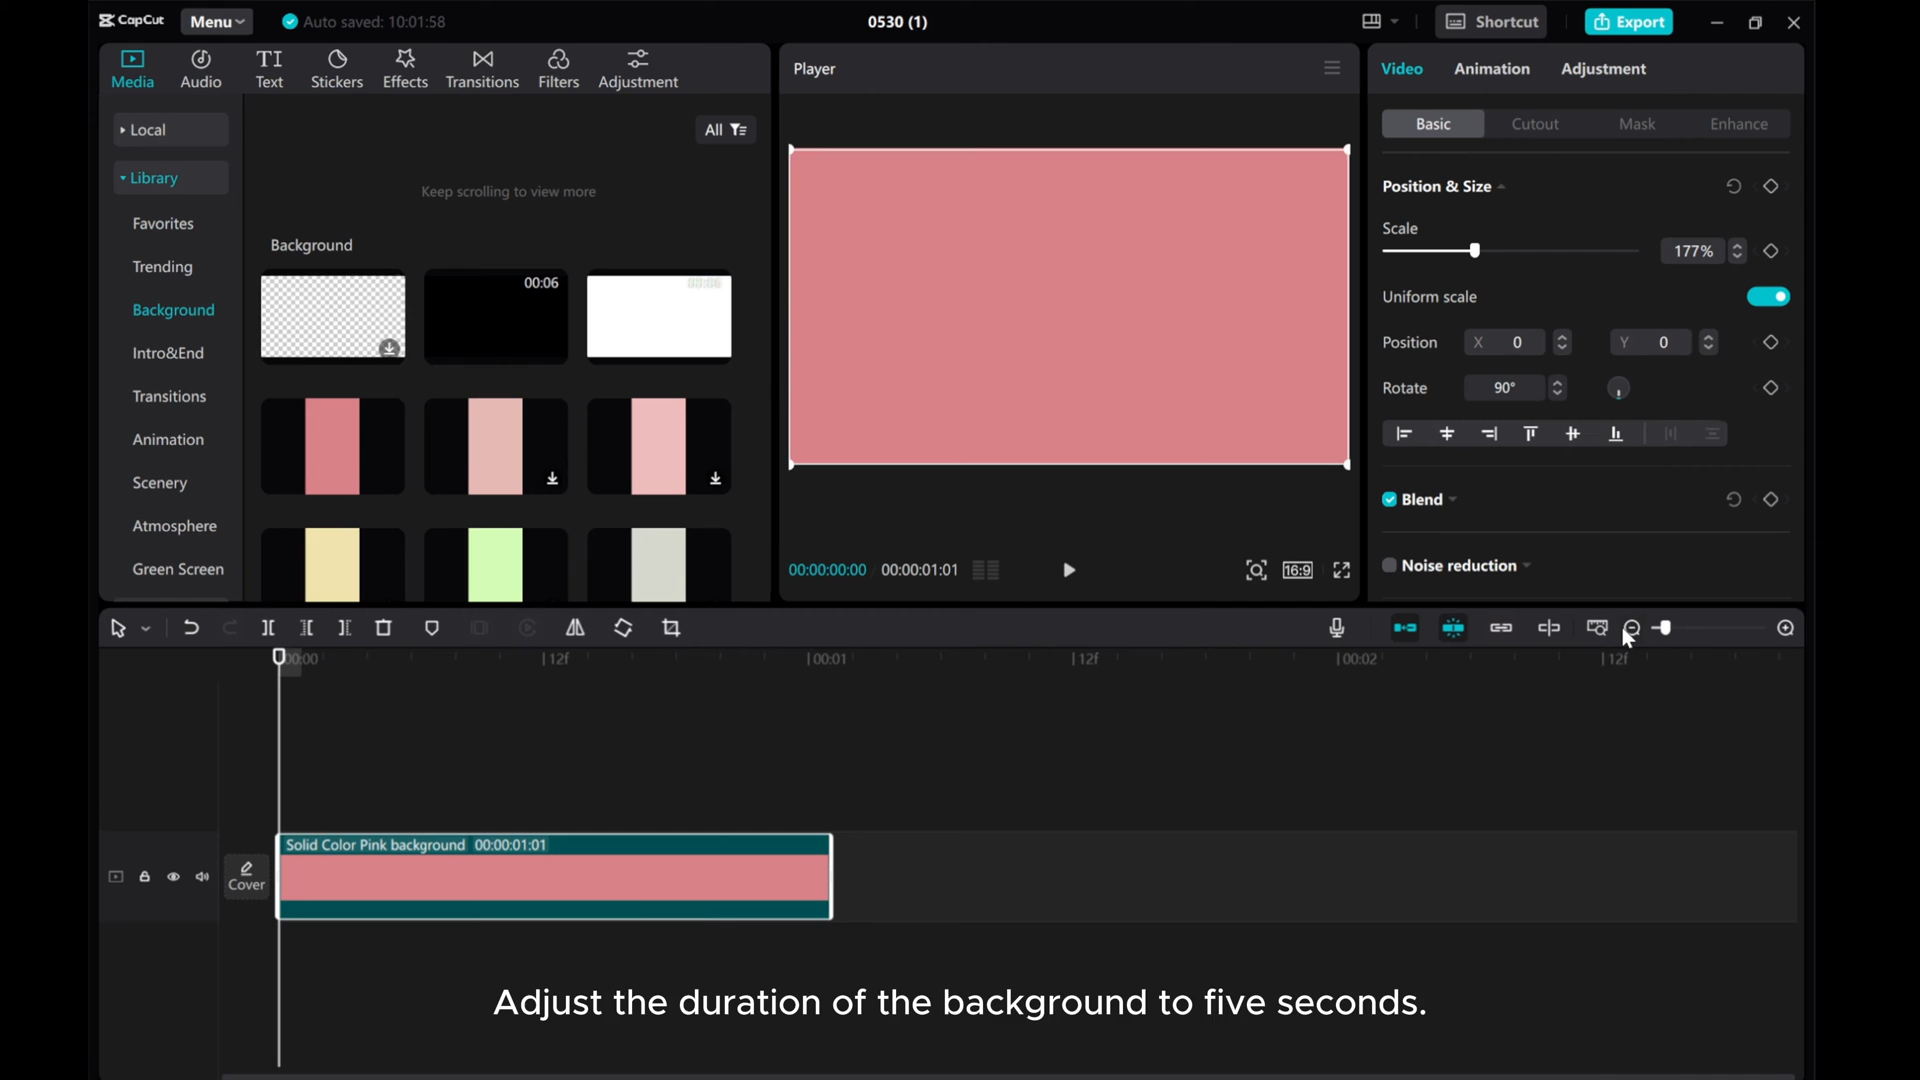 CapCut Menu Auto saved: 10:01:58 0530 (1) Shortcut Export
Media Audio Text Stickers Effects Transitions Filters Adjustment
Local
Library
Favorites
Trending
Background
Intro&End
Transitions
Animation
Scenery
Atmosphere
Green Screen
All
Keep scrolling to view more
Background
00:06
00:06
Player
00:00:00:00 00:00:01:01
16:9
Video Animation Adjustment
Basic Cutout Mask Enhance
Position & Size
Scale
177%
Uniform scale
Position X 0 Y 0
Rotate 90°
Blend
Noise reduction
00:00 12f 00:01 12f 00:02 12f
Cover
Solid Color Pink background 00:00:01:01
Adjust the duration of the background to five seconds.